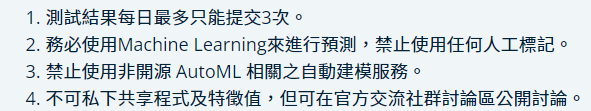 1. 測試結果每日最多只能提交3次。
2. 務必使用Machine Learning來進行預測，禁止使用任何人工標記。
3. 禁止使用非開源 AutoML 相關之自動建模服務。
4. 不可私下共享程式及特徵值，但可在官方交流社群討論區公開討論。